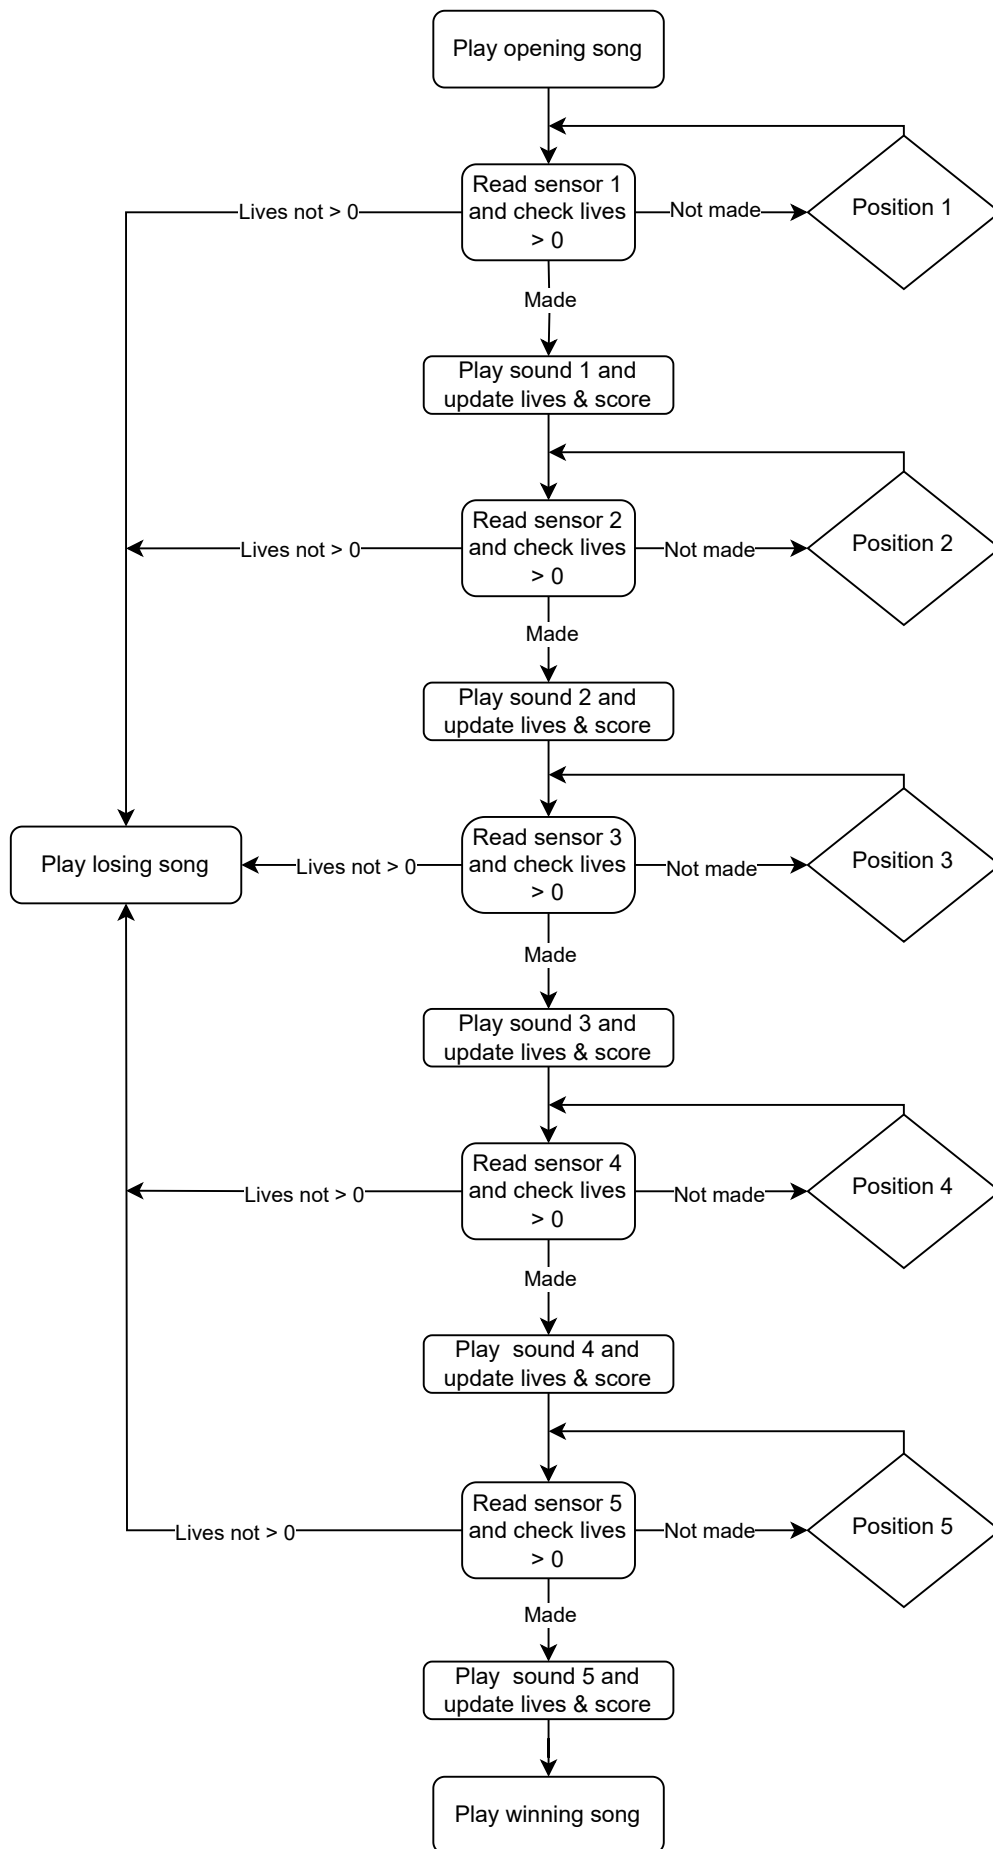 Play opening song
Read sensor 1
and check lives
> 0
Lives not > 0
Not made
Position 1
Made
Play sound 1 and
update lives & score
Read sensor 2
and check lives
> 0
Lives not > 0
Not made
Position 2
Made
Play sound 2 and
update lives & score
Play losing song
Read sensor 3
and check lives
> 0
Lives not > 0
Not made
Position 3
Made
Play sound 3 and
update lives & score
Read sensor 4
and check lives
> 0
Lives not > 0
Not made
Position 4
Made
Play  sound 4 and
update lives & score
Read sensor 5
and check lives
> 0
Lives not > 0
Not made
Position 5
Made
Play  sound 5 and
update lives & score
Play winning song